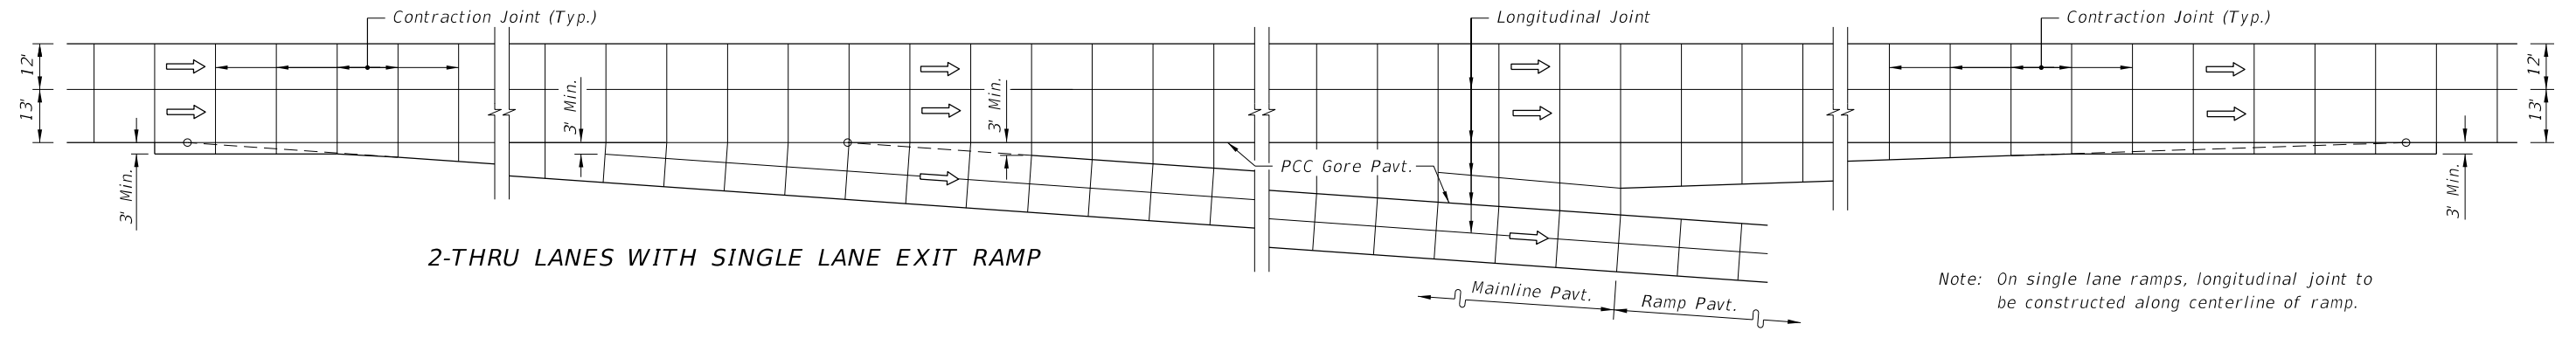 Contraction Joint (Typ.)
Longitudinal Joint
Contraction Joint (Typ.)
12'
13'
3' Min.
3' Min.
3' Min.
PCC Gore Pavt.
12'
13'
3' Min.
2-THRU LANES WITH SINGLE LANE EXIT RAMP
Mainline Pavt.
Ramp Pavt.
Note: On single lane ramps, longitudinal joint to
be constructed along centerline of ramp.